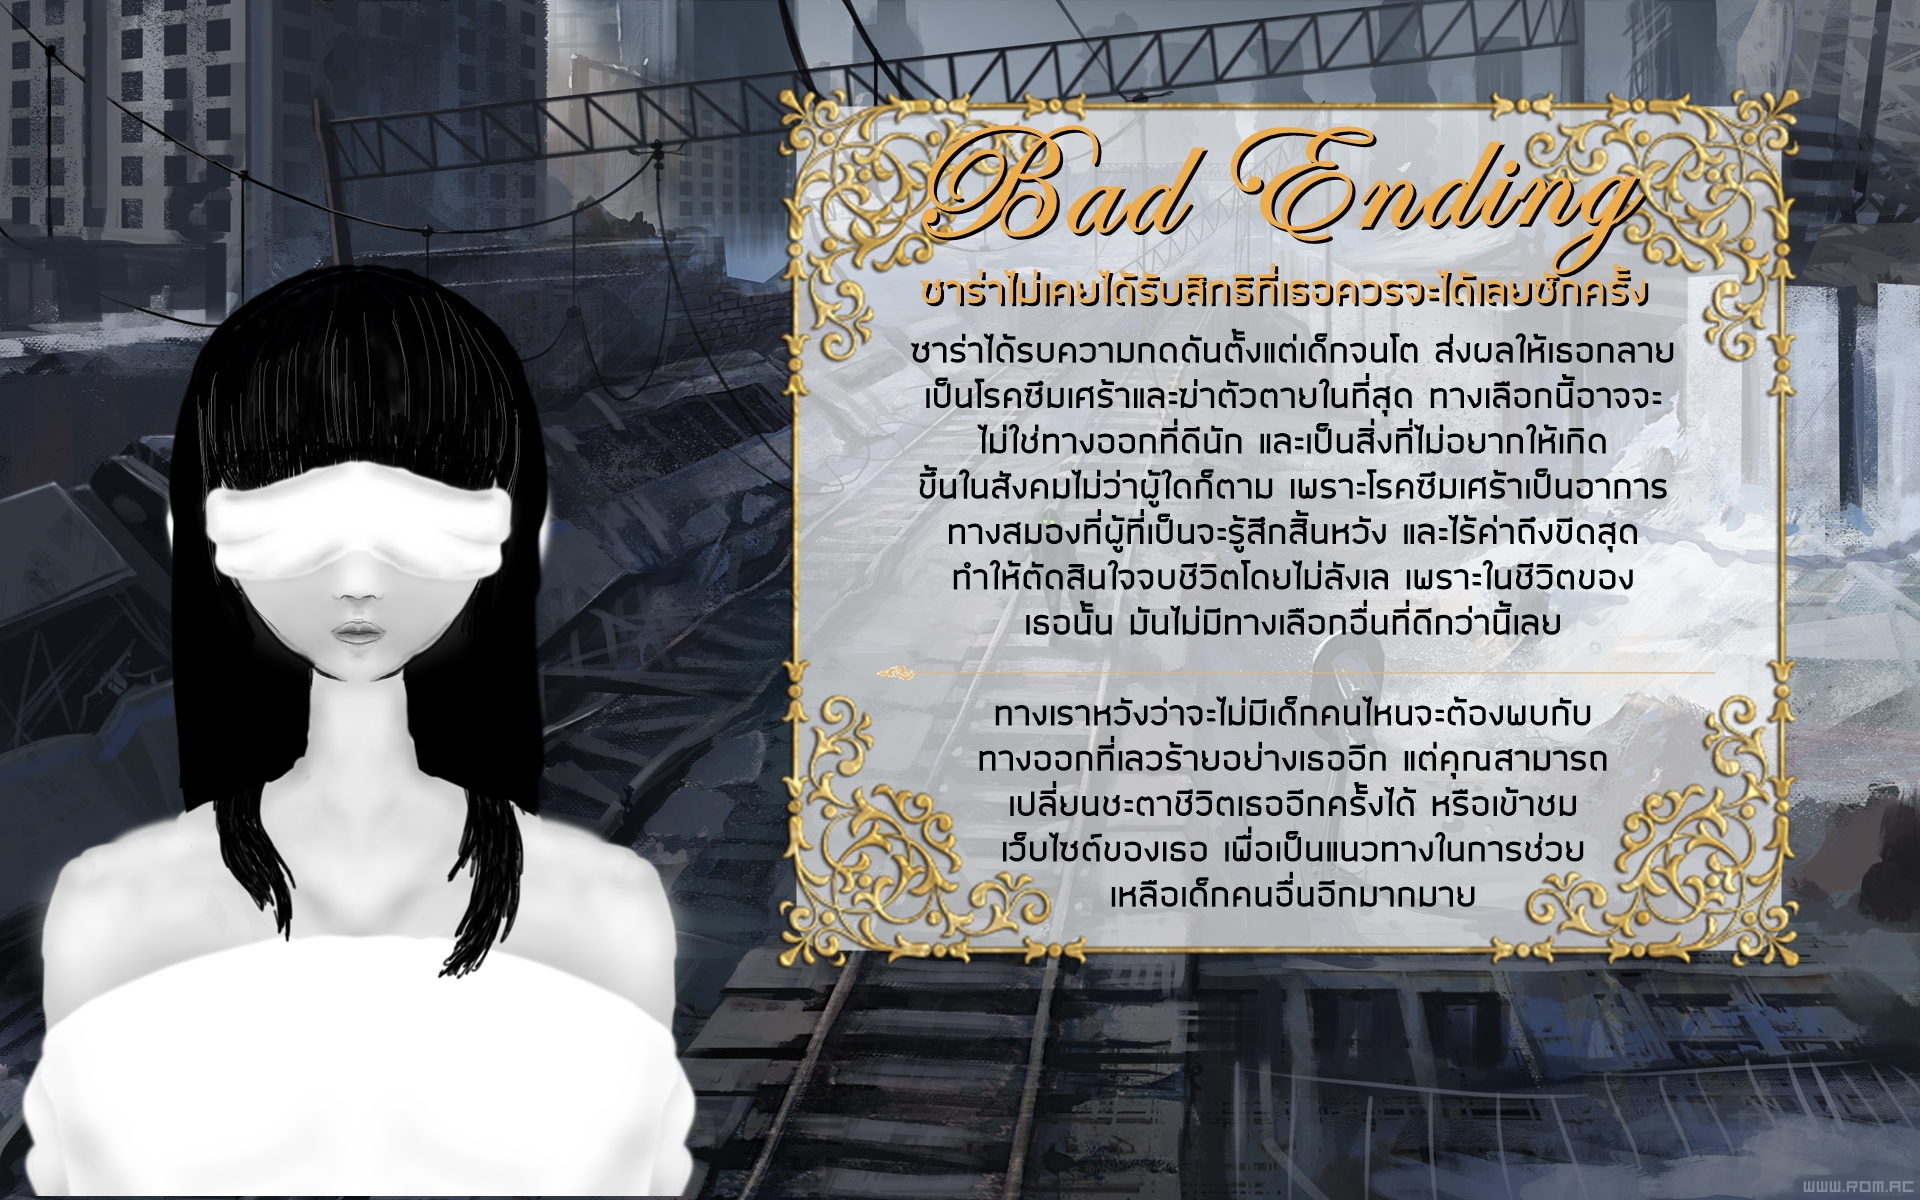 Bad Ending
ซาร่าไม่เคยได้รับสิทธิที่เธอควรจะได้เลยซักครั้ง
ซาร่าได้รบความกดดันตั้งแต่เด็กจนโต ส่งผลให้เธอกลาย
เป็นโรคซึมเศร้าและฆ่าตัวตายในที่สุด ทางเลือกนี้อาจจะ
ไม่ใช่ทางออกที่ดีนัก และเป็นสิ่งที่ไม่อยากให้เกิด
ขึ้นในสังคมไม่ว่าผู้ใดก็ตาม เพราะโรคซึมเศร้าเป็นอาการ
ทางสมองที่ผู้ที่เป็นจะรู้สึกสิ้นหวัง และไร้ค่าถึงขีดสุด
ทำให้ตัดสินใจจบชีวิตโดยไม่ลังเล เพราะในชีวิตของ
เธอนั้น มันไม่มีทางเลือกอื่นที่ดีกว่านี้เลย
ทางเราหวังว่าจะไม่มีเด็กคนไหนจะต้องพบกับ
ทางออกที่เลวร้ายอย่างเธออีก แต่คุณสามารถ
เปลี่ยนชะตาชีวิตเธออีกครั้งได้ หรือเข้าชม
เว็บไซต์ของเธอ เพื่อเป็นแนวทางในการช่วย
เหลือเด็กคนอื่นอีกมากมาย
WWW.ROM.AC